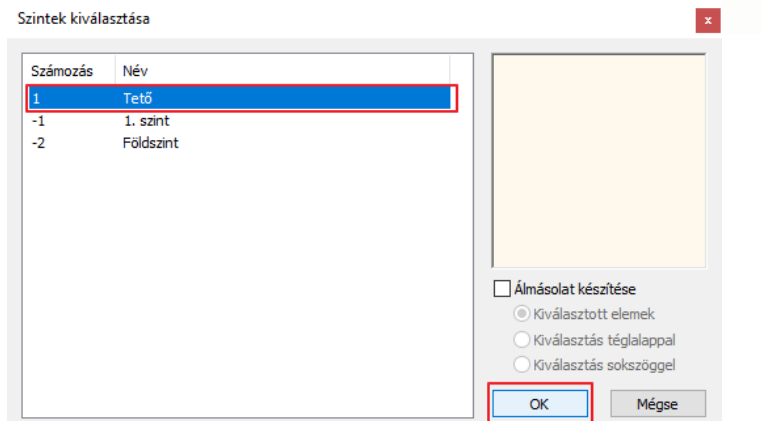 Szintek kiválasztása
x
Számozás Név
1 Tető
-1 1. szint
-2 Földszint
Álmásolat készítése
Kiválasztott elemek
Kiválasztás téglalappal
Kiválasztás sokszöggel
OK Mégse